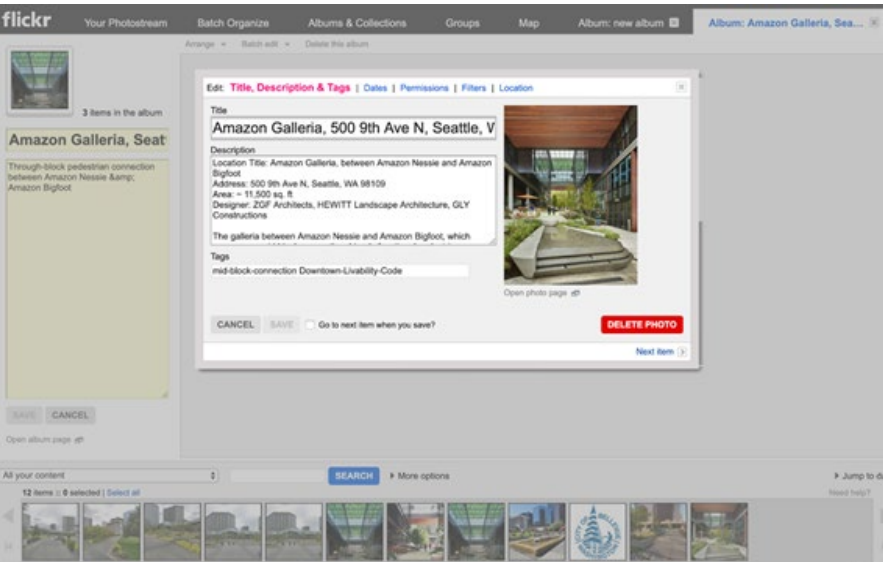 flickr Your Photostream Batch Organize Albums & Collections Groups Map Album: new album Album: Amazon Galleria, Sea...
Arrange Batch edit Delete this album
3 items in the album
Amazon Galleria, Seat
Through-block pedestrian connection
between Amazon Nessie &amp;
Amazon Bigfoot
SAVE CANCEL
Open album page
Edit: Title, Description & Tags | Dates | Permissions | Filters | Location
Title
Amazon Galleria, 500 9th Ave N, Seattle, V
Description
Location Title: Amazon Galleria, between Amazon Nessie and Amazon
Bigfoot
Address: 500 9th Ave N, Seattle, WA 98109
Area: ~ 11,500 sq. ft
Designer: ZGF Architects, HEWITT Landscape Architecture, GLY
Constructions
The galleria between Amazon Nessie and Amazon Bigfoot, which
Tags
mid-block-connection Downtown-Livability-Code
Open photo page
CANCEL SAVE Go to next item when you save? DELETE PHOTO
Next item
All your content SEARCH More options Jump to da
12 items :: 0 selected | Select all Need help?
CITY OF BELLEVUE
WASHINGTON